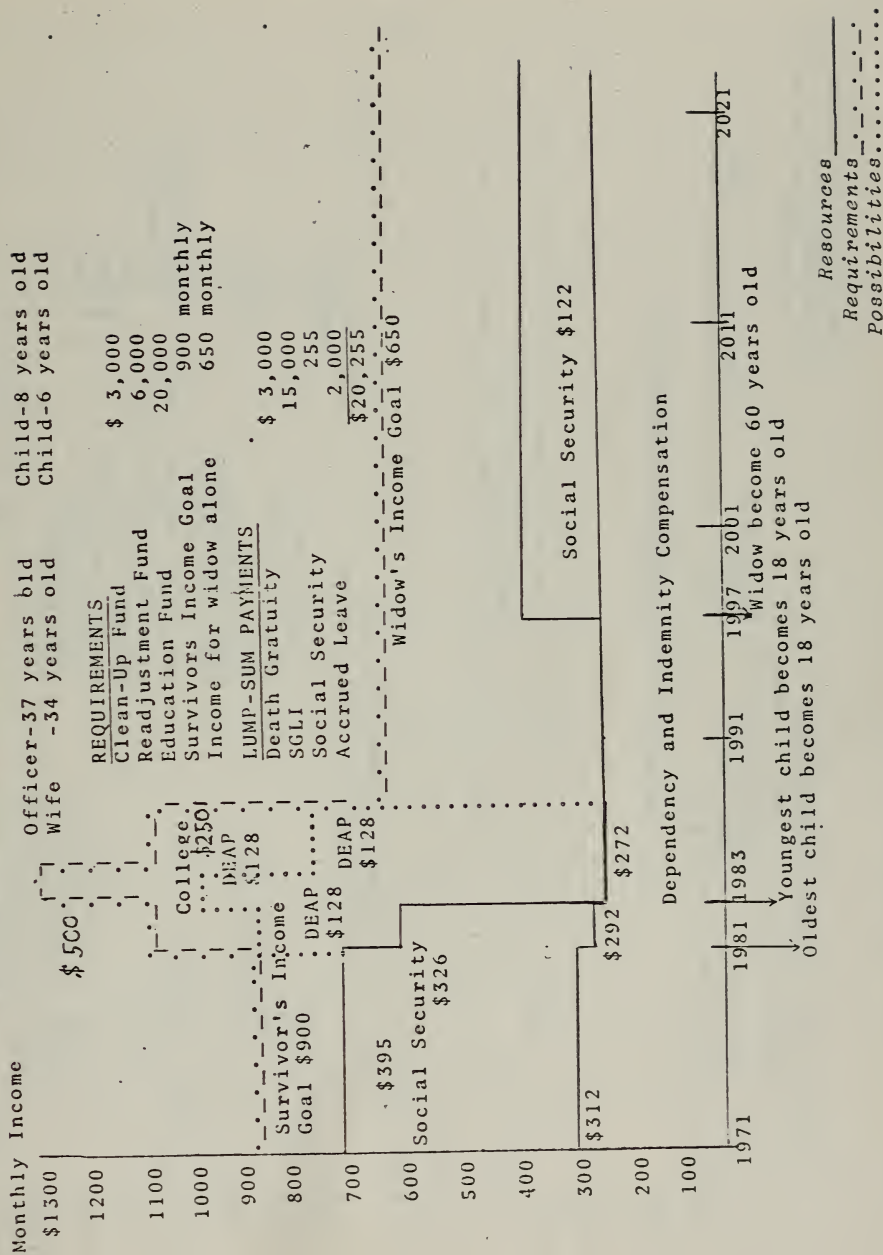 Monthly Income
Officer-37 years old Child-8 years old
Wife -34 years old Child-6 years old
REQUIREMENTS
Clean-Up Fund $ 3,000
Readjustment Fund 6,000
Education Fund 20,000
Survivors Income Goal 900 monthly
Income for widow alone 650 monthly
LUMP-SUM PAYMENTS
Death Gratuity $ 3,000
SGLI 15,000
Social Security 255
Accrued Leave 2,000
$20,255
$1300
1200
1100
1000
900
800
700
600
500
400
300
200
100
$500
College
$250
DEAP
$128
Survivor's Income
Goal $900
DEAP
$128
DEAP
$128
Widow's Income Goal $650
$395
Social Security
$326
Social Security $122
$312
$292
$272
Dependency and Indemnity Compensation
1971
1981
1983
1991
1997
2001
2011
2021
Widow become 60 years old
Youngest child becomes 18 years old
Oldest child becomes 18 years old
Resources
Requirements
Possibilities